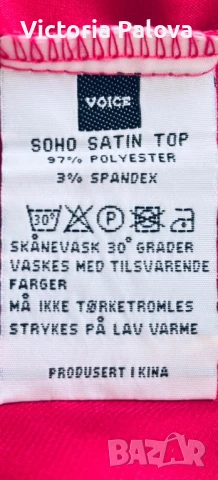 Victoria Palova
VOICE
SOHO SATIN TOP
97% POLYESTER
3% SPANDEX
30° P
SKÅNEVASK 30° GRADER
VASKES MED TILSVARENDE
FARGER
MÅ IKKE TØRKETROMLES
STRYKES PÅ LAV VARME
PRODUSERT I KINA
bazar.bg